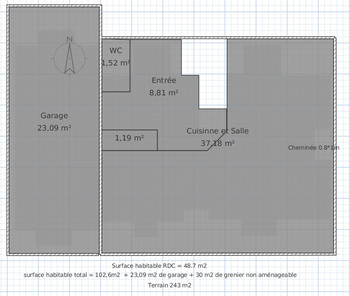 N
WC
1,52 m²
Entrée
8,81 m²
Garage
23,09 m²
1,19 m²
Cuisinne et Salle
37,18 m²
Cheminée 0.8*1m
Surface habitable RDC = 48.7 m2
surface habitable total = 102,6m2 + 23,09 m2 de garage + 30 m2 de grenier non aménageable
Terrain 243 m2